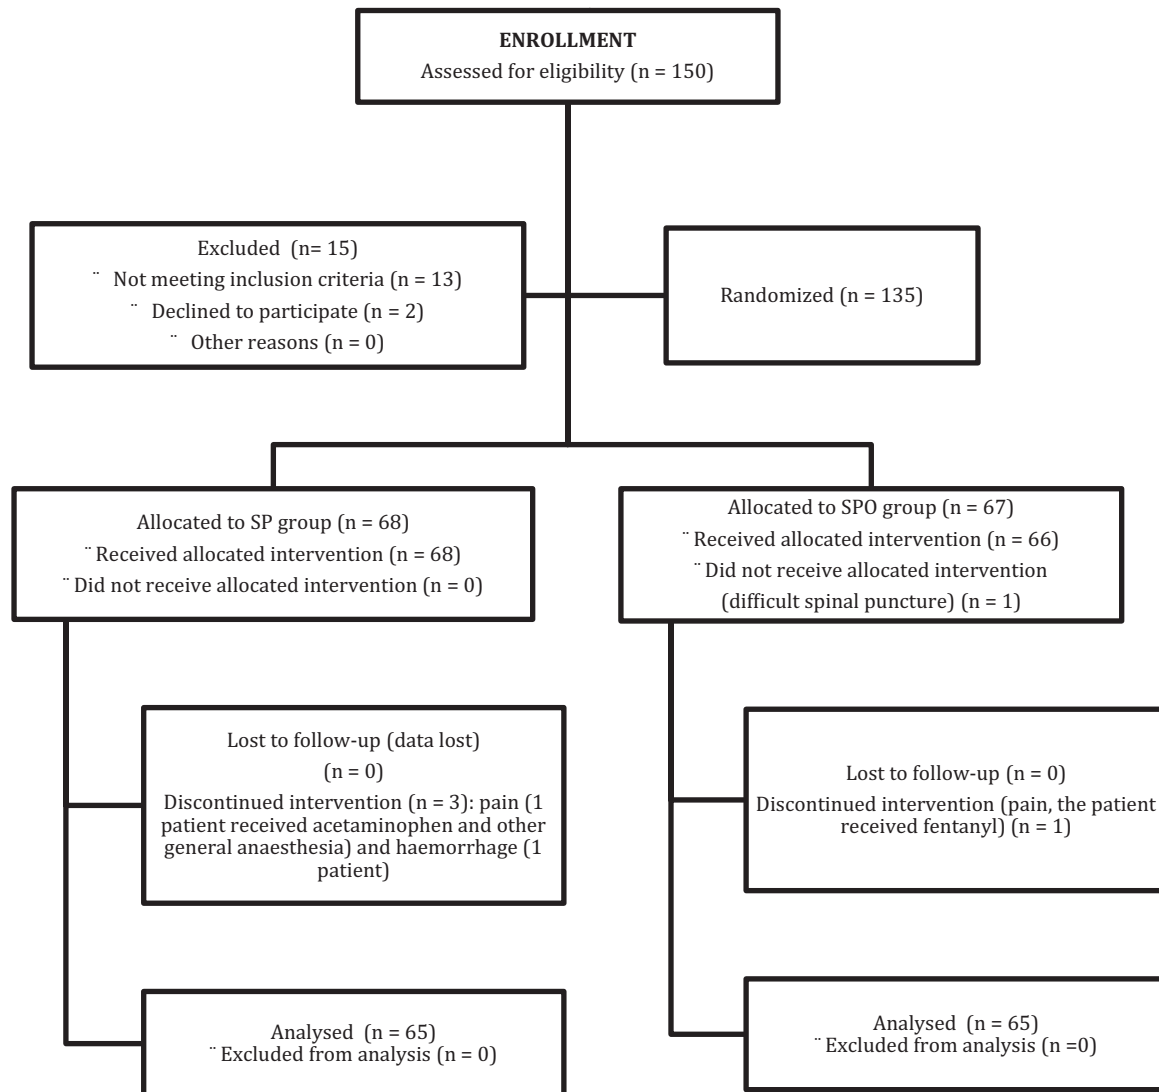 ENROLLMENT
Assessed for eligibility (n = 150)
Excluded (n= 15)
¨ Not meeting inclusion criteria (n = 13)
¨ Declined to participate (n = 2)
¨ Other reasons (n = 0)
Randomized (n = 135)
Allocated to SP group (n = 68)
¨ Received allocated intervention (n = 68)
¨ Did not receive allocated intervention (n = 0)
Allocated to SPO group (n = 67)
¨ Received allocated intervention (n = 66)
¨ Did not receive allocated intervention
(difficult spinal puncture) (n = 1)
Lost to follow-up (data lost)
(n = 0)
Discontinued intervention (n = 3): pain (1
patient received acetaminophen and other
general anaesthesia) and haemorrhage (1
patient)
Lost to follow-up (n = 0)
Discontinued intervention (pain, the patient
received fentanyl) (n = 1)
Analysed (n = 65)
¨ Excluded from analysis (n = 0)
Analysed (n = 65)
¨ Excluded from analysis (n =0)